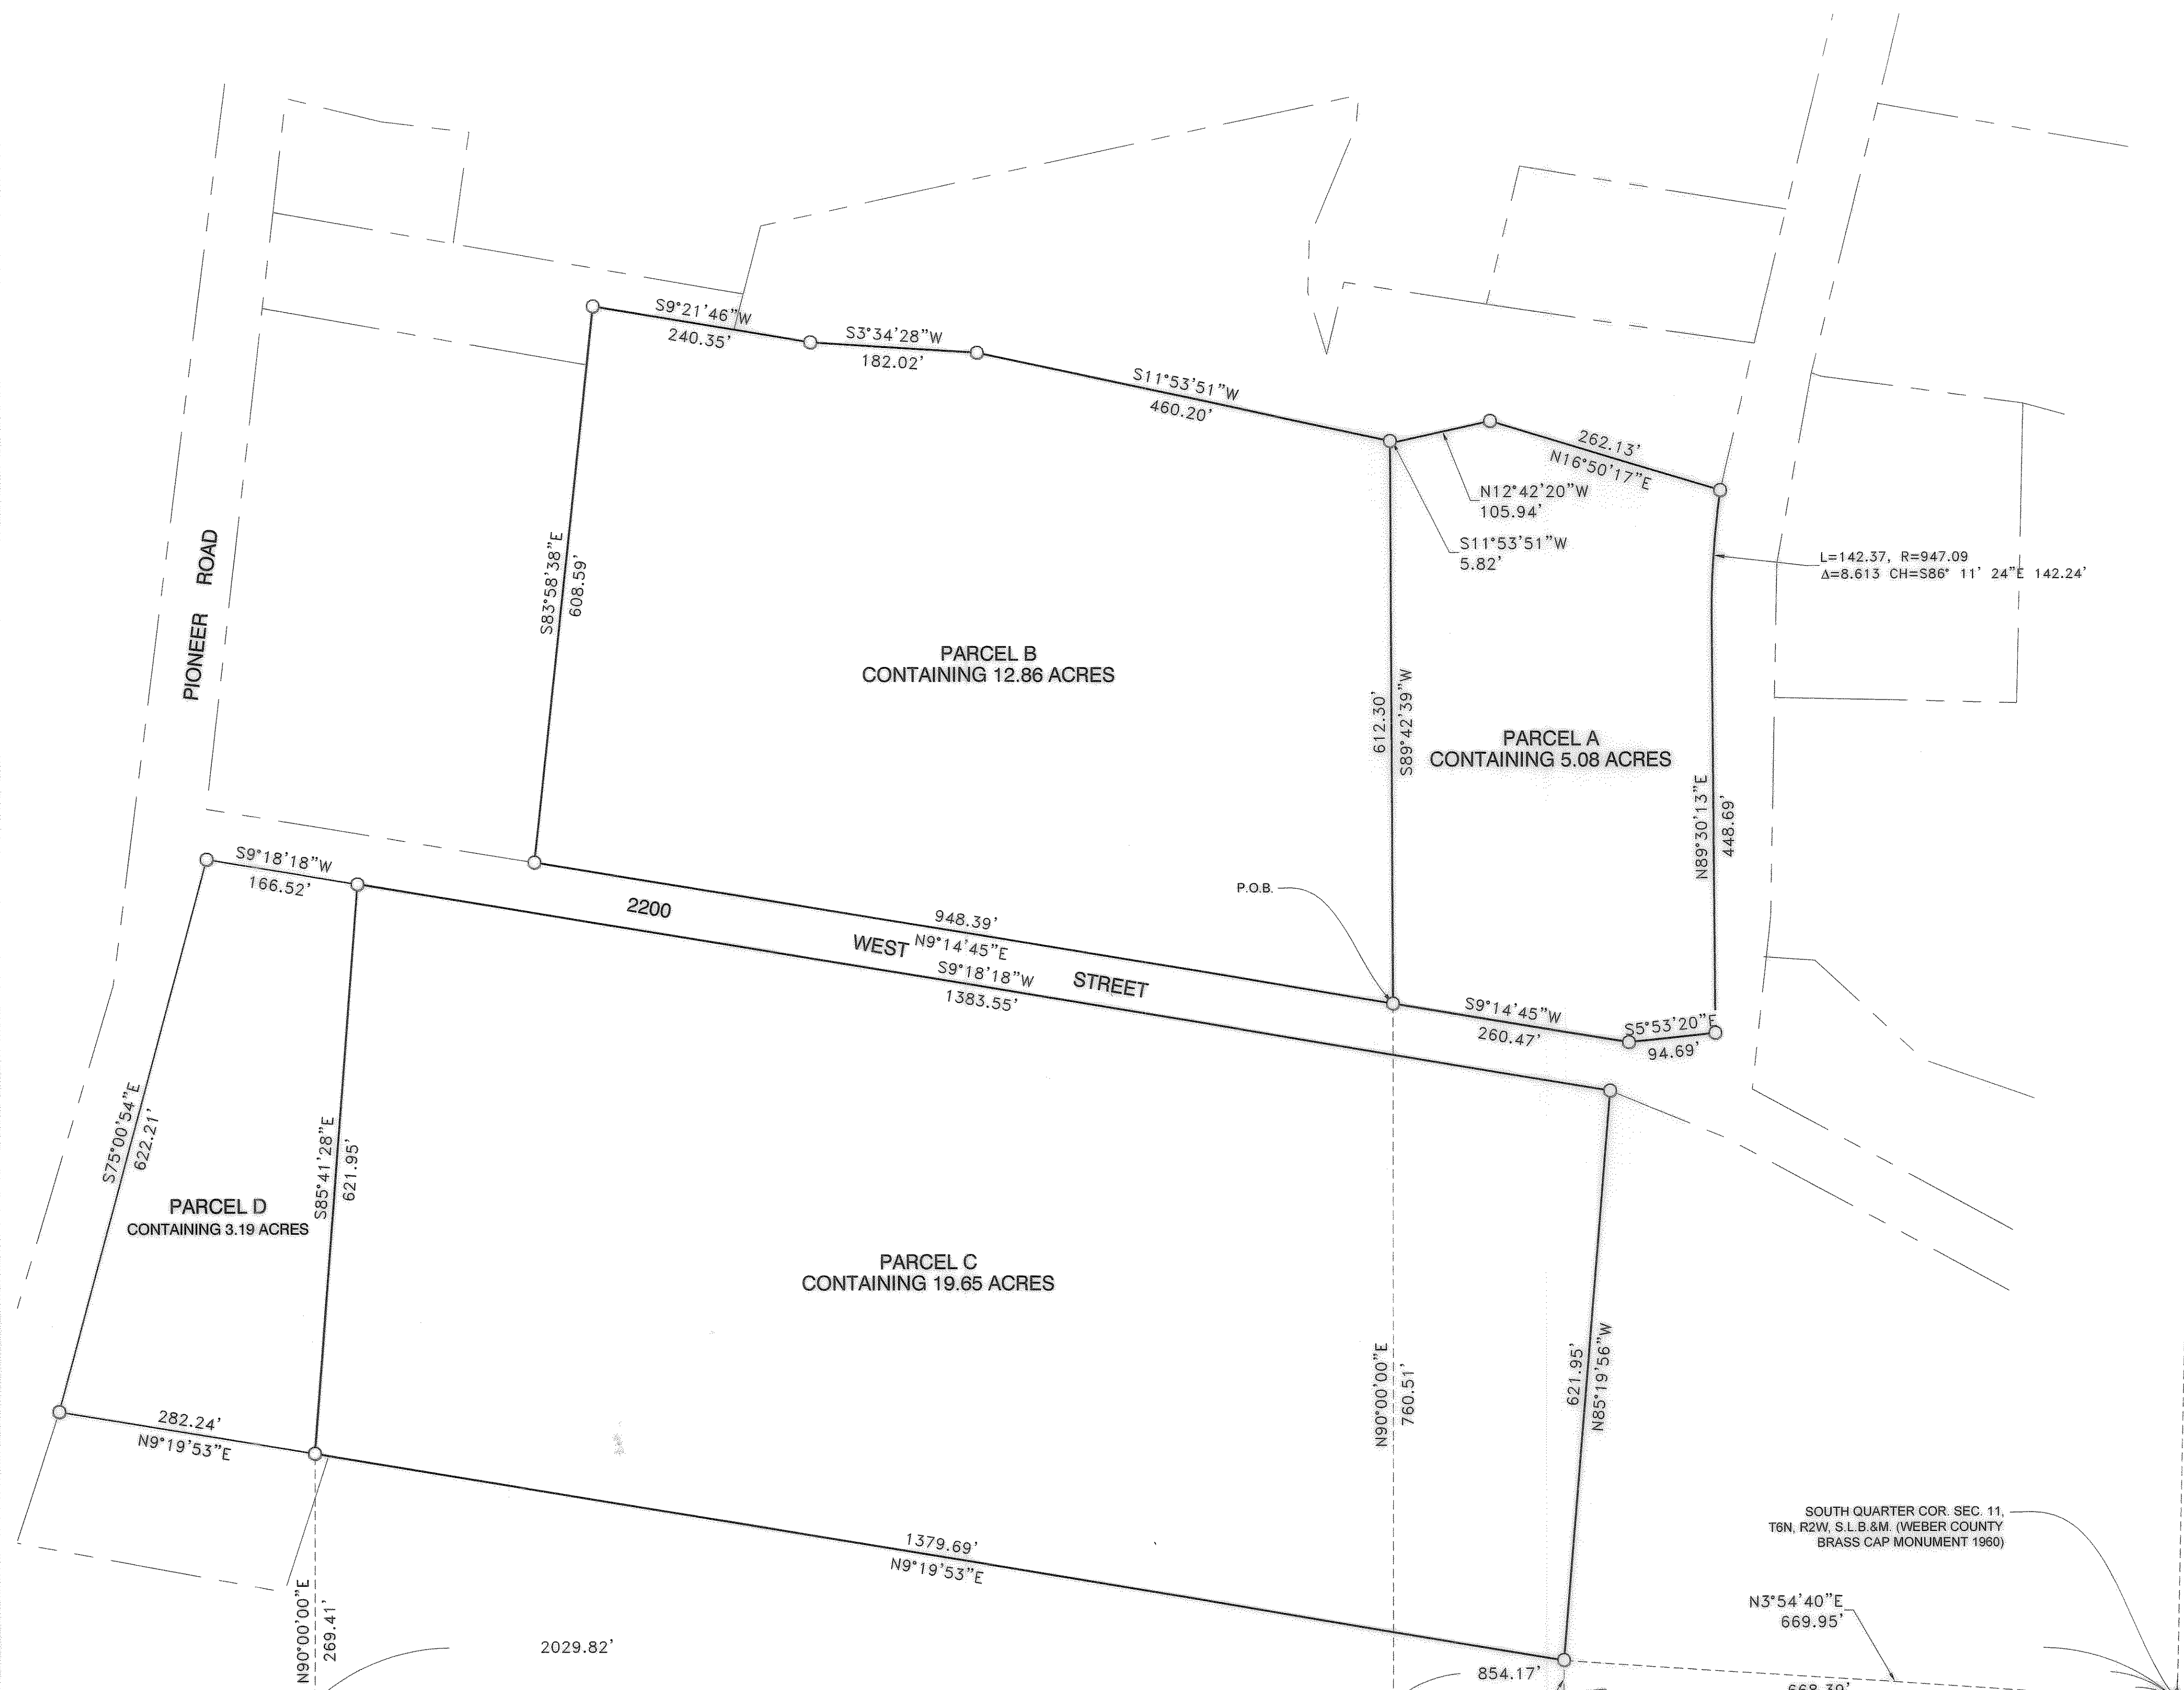 S9°21'46"W
240.35'
S3°34'28"W
182.02'
S11°53'51"W
460.20'
262.13'
N16°50'17"E
N12°42'20"W
105.94'
S11°53'51"W
5.82'
L=142.37, R=947.09
Δ=8.613 CH=S86° 11' 24"E 142.24'
S83°58'38"E
608.59'
PIONEER ROAD
PARCEL B
CONTAINING 12.86 ACRES
612.30'
S89°42'39"W
PARCEL A
CONTAINING 5.08 ACRES
N89°30'13"E
448.69'
S9°18'18"W
166.52'
P.O.B.
2200 WEST STREET
948.39'
N9°14'45"E
S9°18'18"W
1383.55'
S9°14'45"W
260.47'
S5°53'20"E
94.69'
S75°00'54"E
622.21'
S85°41'28"E
621.95'
PARCEL D
CONTAINING 3.19 ACRES
PARCEL C
CONTAINING 19.65 ACRES
N90°00'00"E
760.51'
621.95'
N85°19'56"W
282.24'
N9°19'53"E
1379.69'
N9°19'53"E
SOUTH QUARTER COR. SEC. 11,
T6N, R2W, S.L.B.&M. (WEBER COUNTY
BRASS CAP MONUMENT 1960)
N3°54'40"E
669.95'
N90°00'00"E
269.41'
2029.82'
854.17'
668.39'